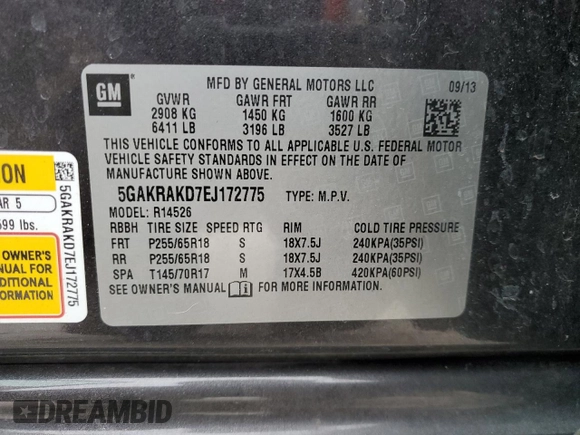 GM
MFD BY GENERAL MOTORS LLC
09/13
GVWR GAWR FRT GAWR RR
2908 KG 1450 KG 1600 KG
6411 LB 3196 LB 3527 LB
THIS VEHICLE CONFORMS TO ALL APPLICABLE U.S. FEDERAL MOTOR
VEHICLE SAFETY STANDARDS IN EFFECT ON THE DATE OF
MANUFACTURE SHOWN ABOVE.
5GAKRAKD7EJ172775 TYPE: M.P.V.
MODEL: R14526
RBBH TIRE SIZE SPEED RTG RIM COLD TIRE PRESSURE
FRT P255/65R18 S 18X7.5J 240KPA(35PSI)
RR P255/65R18 S 18X7.5J 240KPA(35PSI)
SPA T145/70R17 M 17X4.5B 420KPA(60PSI)
SEE OWNER'S MANUAL FOR MORE INFORMATION.
ON
AR 5
699 lbs.
OWNER'S
NUAL FOR
DITIONAL
ORMATION
5GAKRAKD7EJ172775
DREAMBID